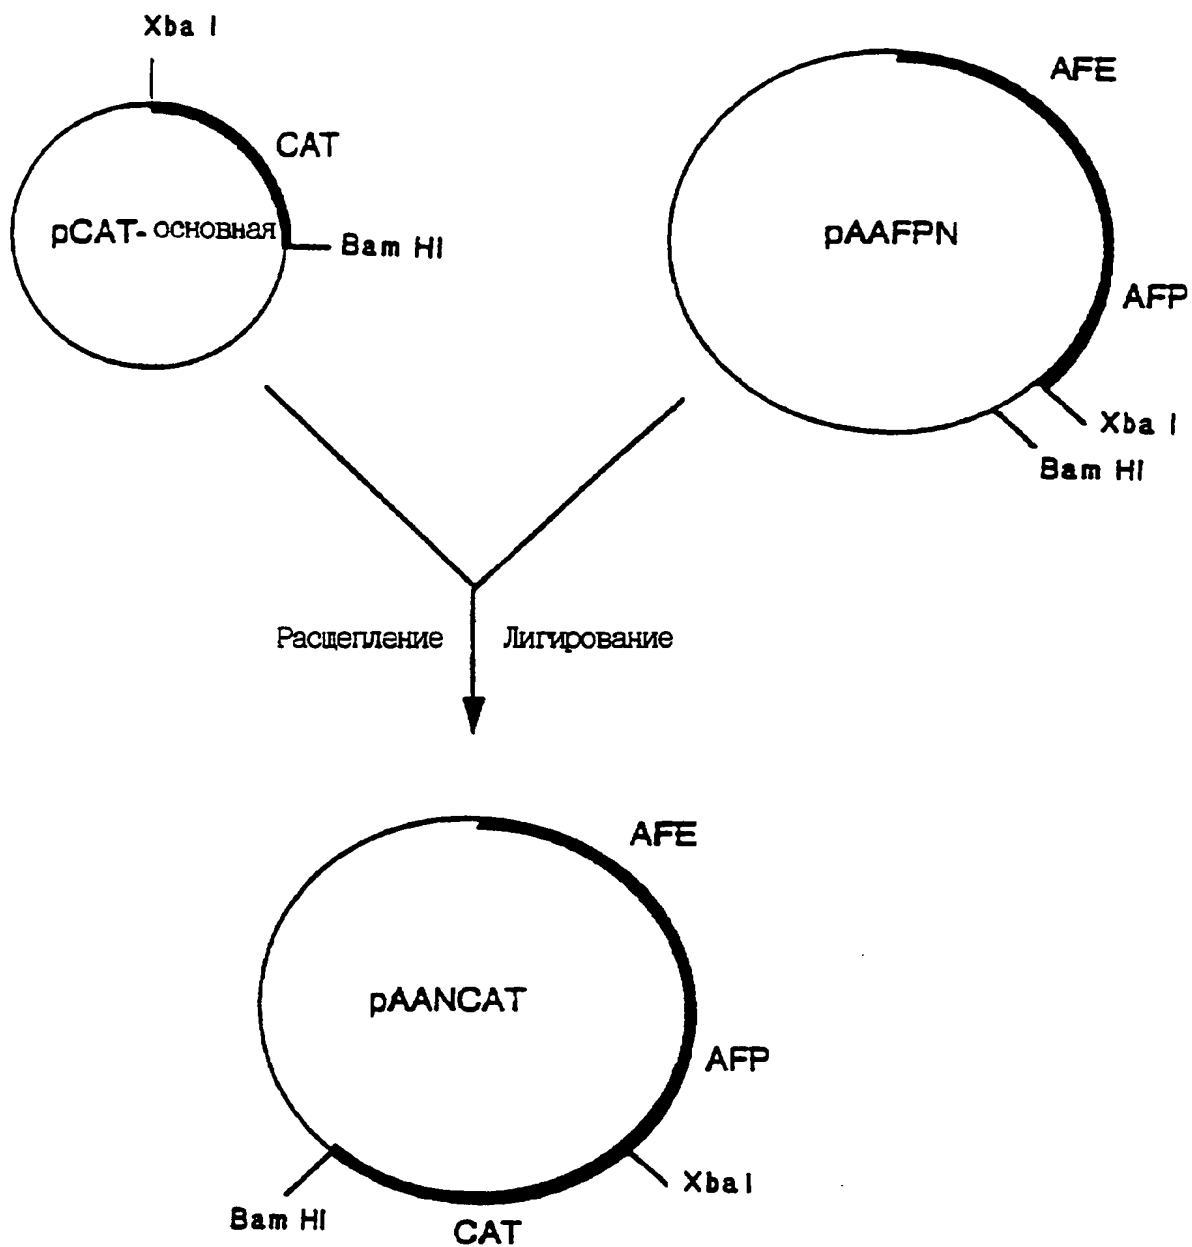 Xba I
CAT
pCAT- основная
Bam HI
AFE
pAAFPN
AFP
Xba I
Bam HI
Расщепление Лигирование
AFE
pAANCAT
AFP
Xba I
Bam HI
CAT